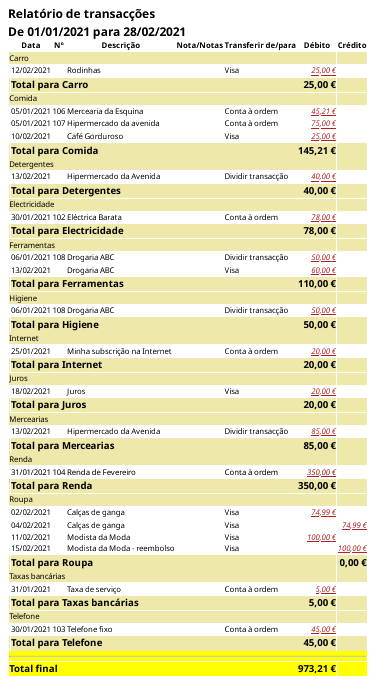 Relatório de transacções
De 01/01/2021 para 28/02/2021
Data Nº Descrição Nota/Notas Transferir de/para Débito Crédito
Carro
12/02/2021 Rodinhas Visa 25,00 €
Total para Carro 25,00 €
Comida
05/01/2021 106 Mercearia da Esquina Conta à ordem 45,21 €
05/01/2021 107 Hipermercado da avenida Conta à ordem 75,00 €
10/02/2021 Café Gorduroso Visa 25,00 €
Total para Comida 145,21 €
Detergentes
13/02/2021 Hipermercado da Avenida Dividir transacção 40,00 €
Total para Detergentes 40,00 €
Electricidade
30/01/2021 102 Eléctrica Barata Conta à ordem 78,00 €
Total para Electricidade 78,00 €
Ferramentas
06/01/2021 108 Drogaria ABC Dividir transacção 50,00 €
13/02/2021 Drogaria ABC Visa 60,00 €
Total para Ferramentas 110,00 €
Higiene
06/01/2021 108 Drogaria ABC Dividir transacção 50,00 €
Total para Higiene 50,00 €
Internet
25/01/2021 Minha subscrição na Internet Conta à ordem 20,00 €
Total para Internet 20,00 €
Juros
18/02/2021 Juros Visa 20,00 €
Total para Juros 20,00 €
Mercearias
13/02/2021 Hipermercado da Avenida Dividir transacção 85,00 €
Total para Mercearias 85,00 €
Renda
31/01/2021 104 Renda de Fevereiro Conta à ordem 350,00 €
Total para Renda 350,00 €
Roupa
02/02/2021 Calças de ganga Visa 74,99 €
04/02/2021 Calças de ganga Visa 74,99 €
11/02/2021 Modista da Moda Visa 100,00 €
15/02/2021 Modista da Moda - reembolso Visa 100,00 €
Total para Roupa 0,00 €
Taxas bancárias
31/01/2021 Taxa de serviço Conta à ordem 5,00 €
Total para Taxas bancárias 5,00 €
Telefone
30/01/2021 103 Telefone fixo Conta à ordem 45,00 €
Total para Telefone 45,00 €
Total final 973,21 €